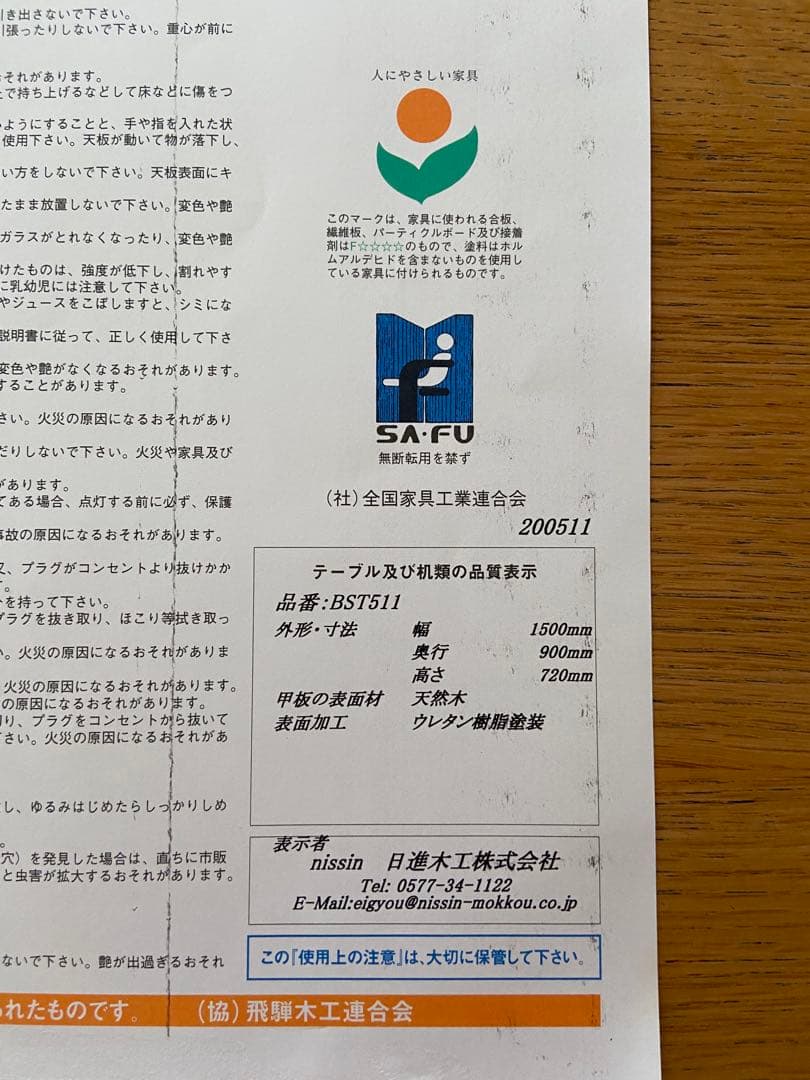 引き出さないで下さい。
引張ったりしないで下さい。重心が前に
おそれがあります。
で持ち上げるなどして床などに傷をつ
ようにすることと、手や指を入れた状
使用下さい。天板が動いて物が落下し、
い方をしないで下さい。天板表面にキ
たまま放置しないで下さい。変色や艶
ガラスがとれなくなったり、変色や艶
けたものは、強度が低下し、割れやす
に乳幼児には注意して下さい。
やジュースをこぼしますと、シミにな
説明書に従って、正しく使用して下さ
変色や艶がなくなるおそれがあります。
することがあります。
さい。火災の原因になるおそれがあり
だりしないで下さい。火災や家具及び
があります。
てある場合、点灯する前に必ず、保護
事故の原因になるおそれがあります。
又、プラグがコンセントより抜けかか
す。
を持って下さい。
プラグを抜き取り、ほこり等拭き取っ
い。火災の原因になるおそれがありま
火災の原因になるおそれがあります。
の原因になるおそれがあります。
切り、プラグをコンセントから抜いて
下さい。火災の原因になるおそれがあ
し、ゆるみはじめたらしっかりしめ
穴）を発見した場合は、直ちに市販
と虫害が拡大するおそれがあります。
ないで下さい。艶が出過ぎるおそれ
人にやさしい家具
このマークは、家具に使われる合板、
繊維板、パーティクルボード及び接着
剤はF☆☆☆☆のもので、塗料はホル
ムアルデヒドを含まないものを使用し
ている家具に付けられるものです。
SA・FU
無断転用を禁ず
（社）全国家具工業連合会
200511
テーブル及び机類の品質表示
品番:BST511
外形・寸法 幅 1500mm
奥行 900mm
高さ 720mm
甲板の表面材 天然木
表面加工 ウレタン樹脂塗装
表示者
nissin 日進木工株式会社
Tel: 0577-34-1122
E-Mail:eigyou@nissin-mokkou.co.jp
この『使用上の注意』は、大切に保管して下さい。
られたものです。 （協）飛騨木工連合会